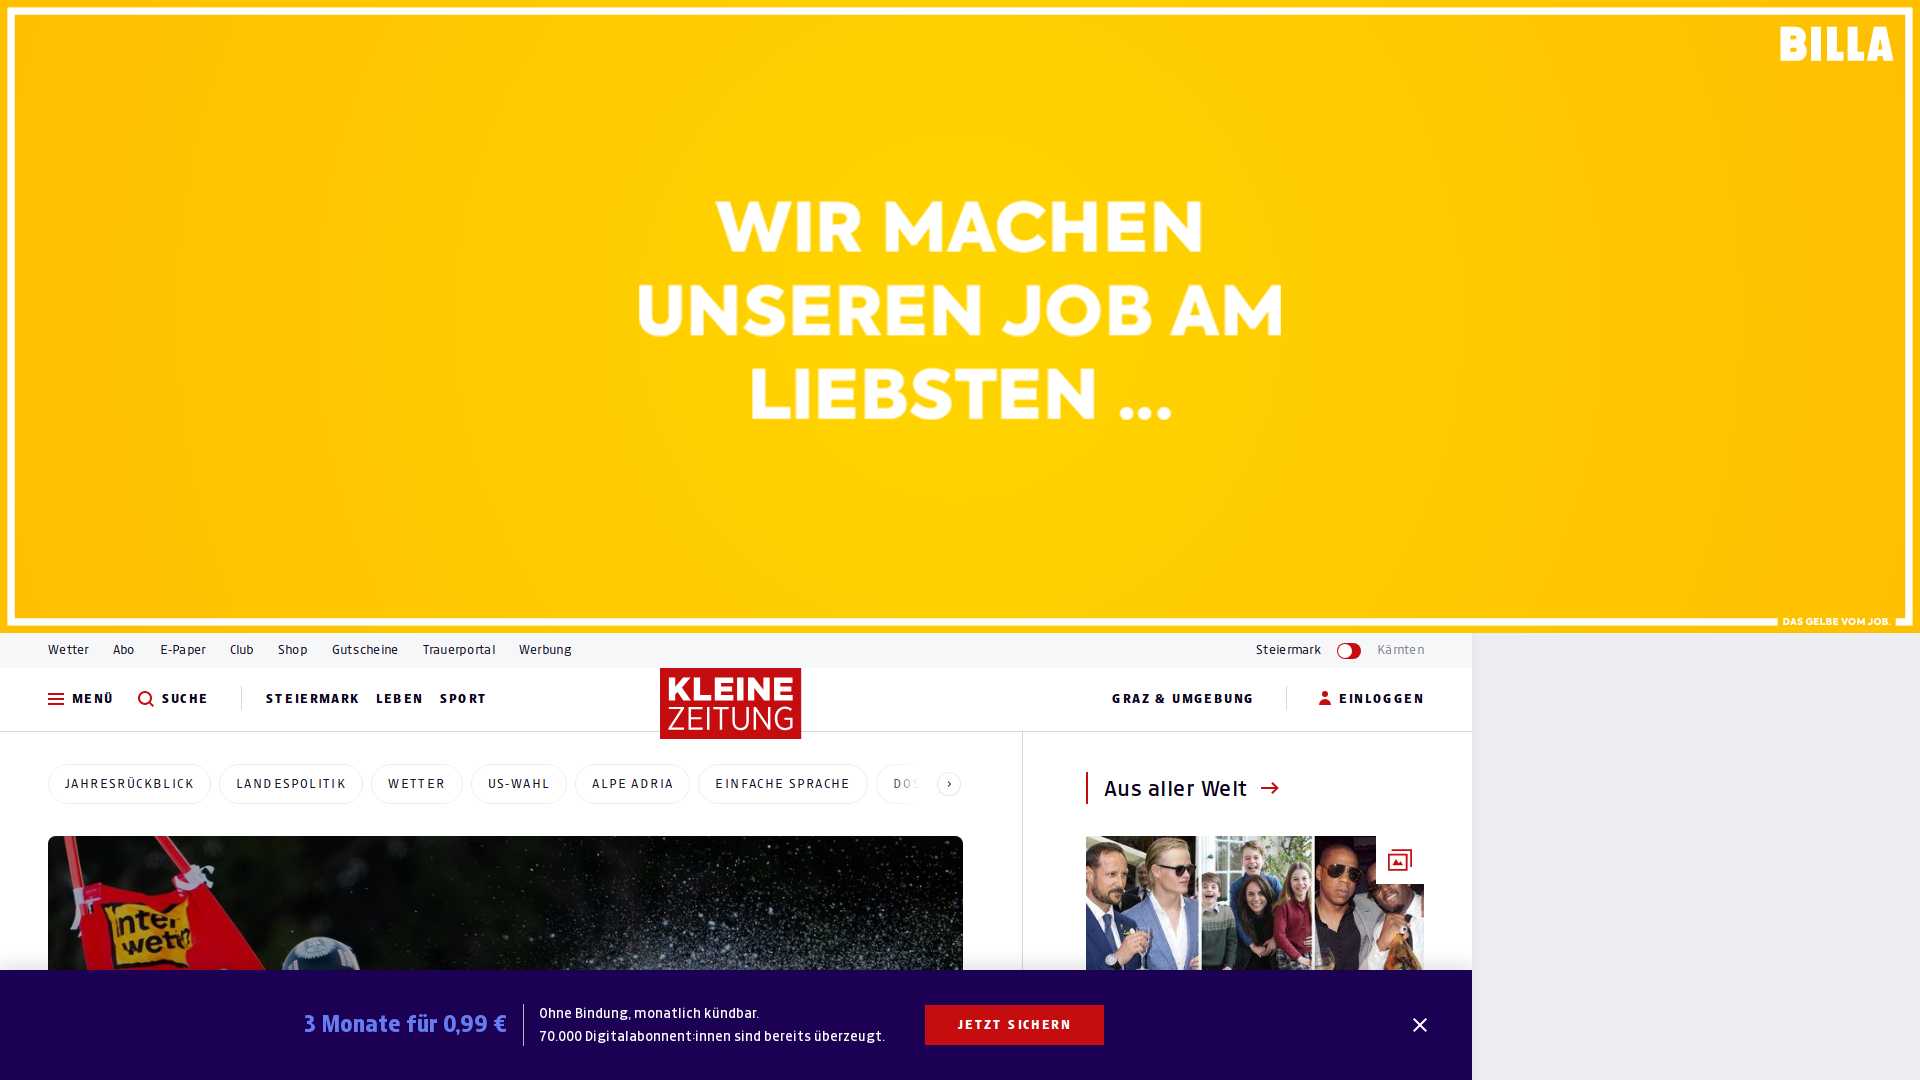 BILLA
WIR MACHEN
UNSEREN JOB AM
LIEBSTEN ...
DAS GELBE VOM JOB.
Wetter Abo E-Paper Club Shop Gutscheine Trauerportal Werbung Steiermark Kärnten
MENÜ SUCHE STEIERMARK LEBEN SPORT KLEINE ZEITUNG GRAZ & UMGEBUNG EINLOGGEN
JAHRESRÜCKBLICK LANDESPOLITIK WETTER US-WAHL ALPE ADRIA EINFACHE SPRACHE
Aus aller Welt
Inter
wett
3 Monate für 0,99 €
Ohne Bindung, monatlich kündbar.
70.000 Digitalabonnent:innen sind bereits überzeugt.
JETZT SICHERN